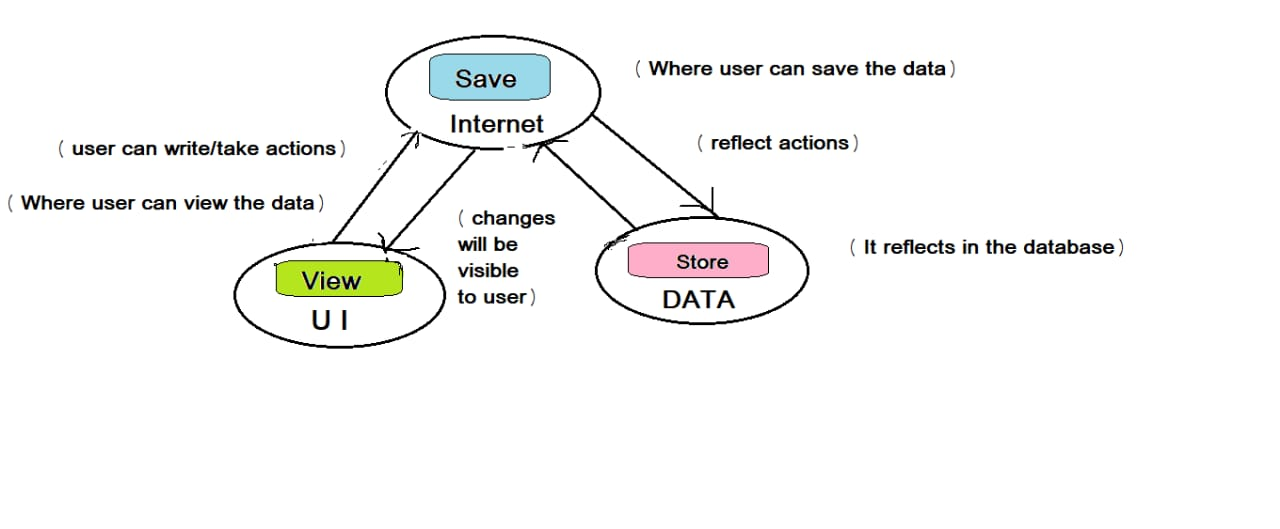 Save
( Where user can save the data)
Internet
( user can write/take actions)
( reflect actions)
( Where user can view the data)
( changes
will be
visible
to user)
( It reflects in the database)
Store
DATA
View
U I